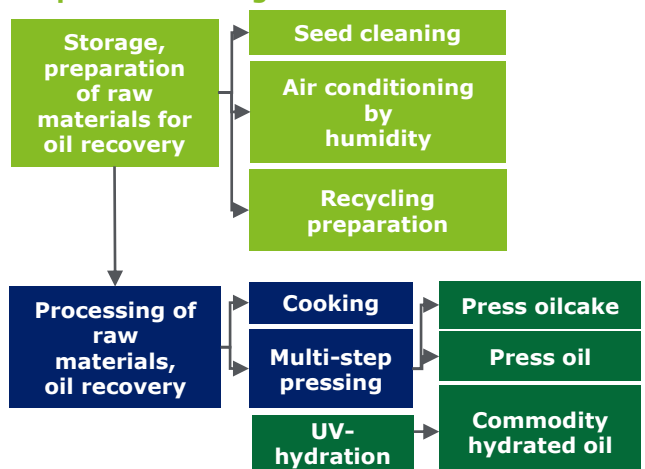 Storage,
preparation
of raw
materials for
oil recovery
Seed cleaning
Air conditioning
by
humidity
Recycling
preparation
Processing of
raw
materials,
oil recovery
Cooking
Multi-step
pressing
Press oilcake
Press oil
UV-
hydration
Commodity
hydrated oil